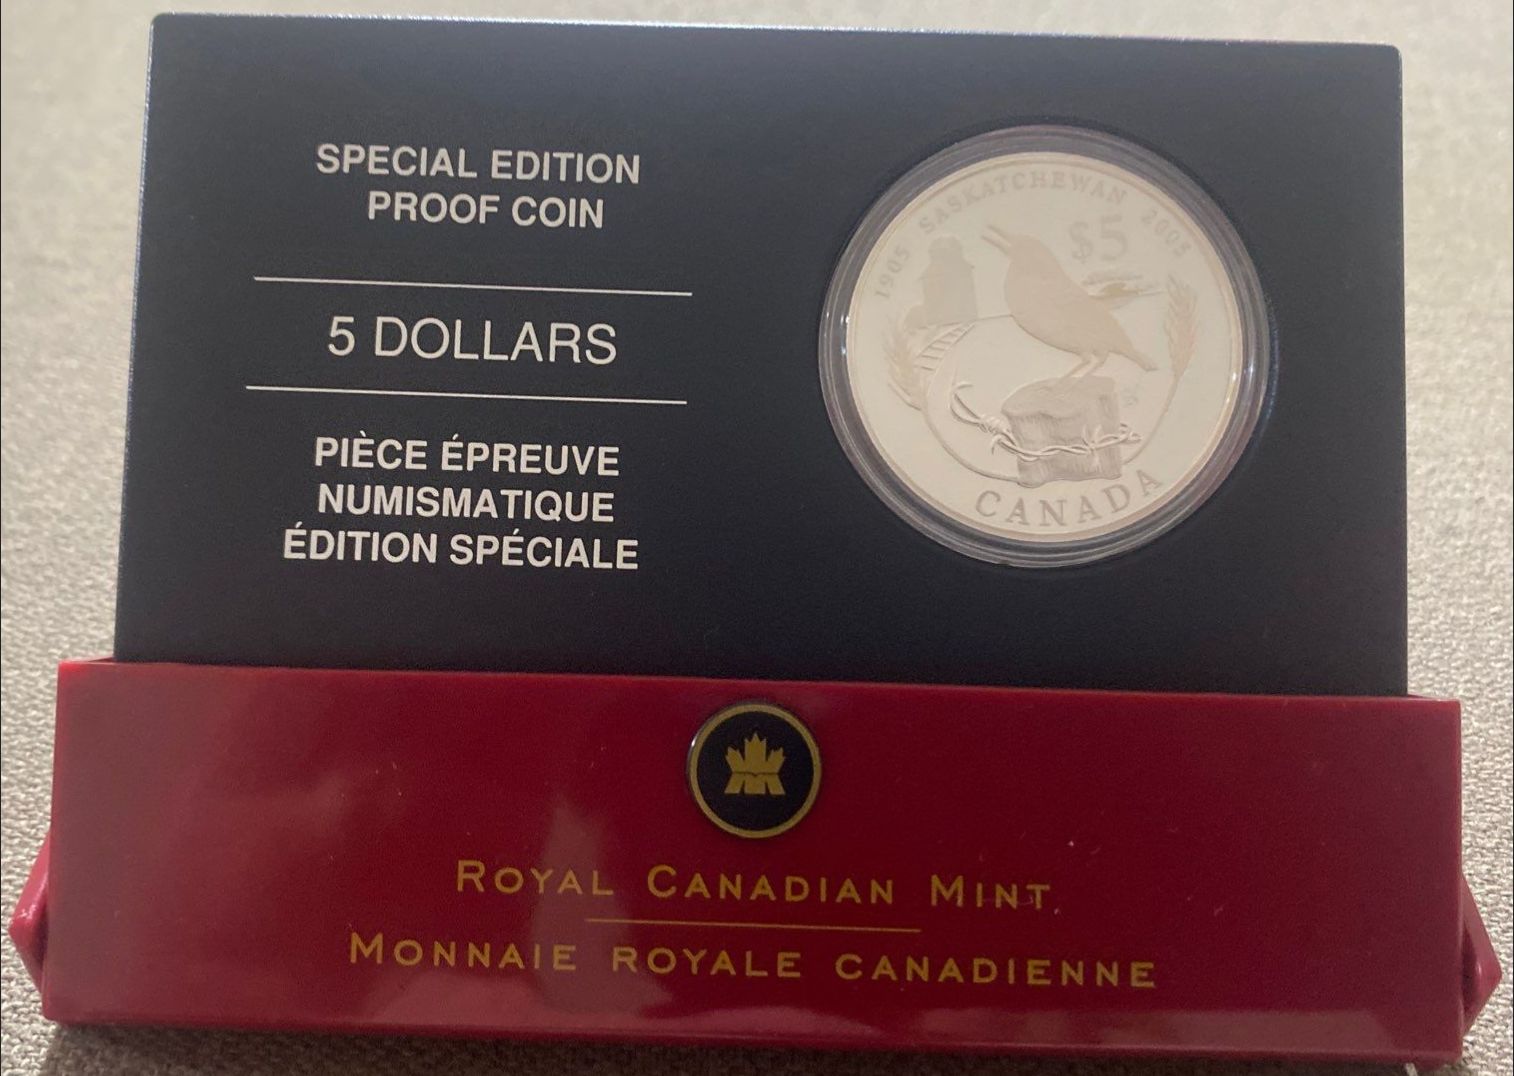 SPECIAL EDITION
PROOF COIN
5 DOLLARS
PIÈCE ÉPREUVE
NUMISMATIQUE
ÉDITION SPÉCIALE
1905 SASKATCHEWAN 2005
$5
CANADA
ROYAL CANADIAN MINT
MONNAIE ROYALE CANADIENNE